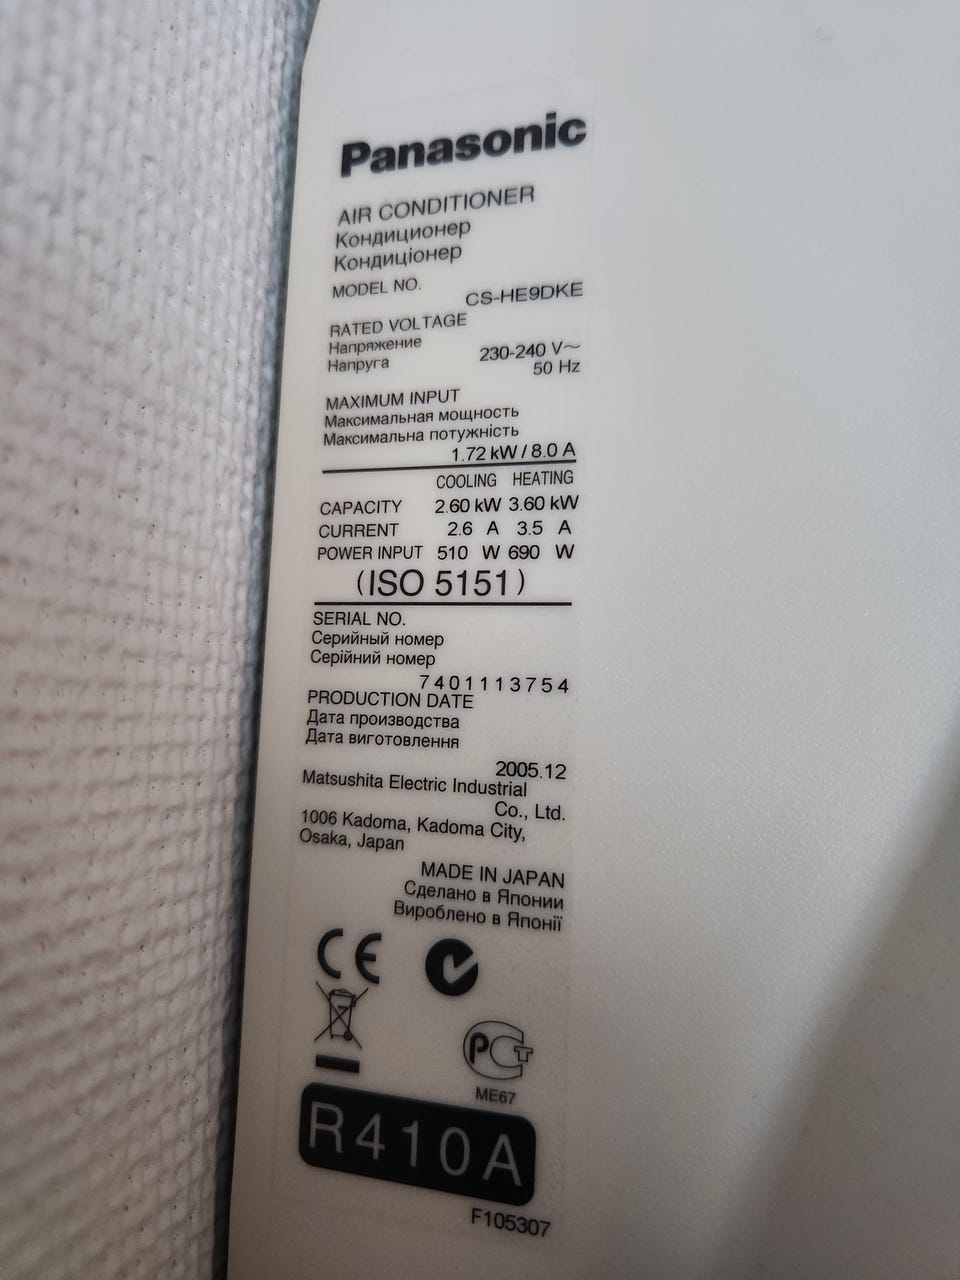 Panasonic
AIR CONDITIONER
Кондиционер
Кондиціонер
MODEL NO.
CS-HE9DKE
RATED VOLTAGE
Напряжение
Напруга
230-240 V~
50 Hz
MAXIMUM INPUT
Максимальная мощность
Максимальна потужність
1.72 kW / 8.0 A
COOLING HEATING
CAPACITY 2.60 kW 3.60 kW
CURRENT 2.6 A 3.5 A
POWER INPUT 510 W 690 W
(ISO 5151)
SERIAL NO.
Серийный номер
Серійний номер
7401113754
PRODUCTION DATE
Дата производства
Дата виготовлення
2005.12
Matsushita Electric Industrial
Co., Ltd.
1006 Kadoma, Kadoma City,
Osaka, Japan
MADE IN JAPAN
Сделано в Японии
Вироблено в Японії
CE
РСТ
ME67
R410A
F105307